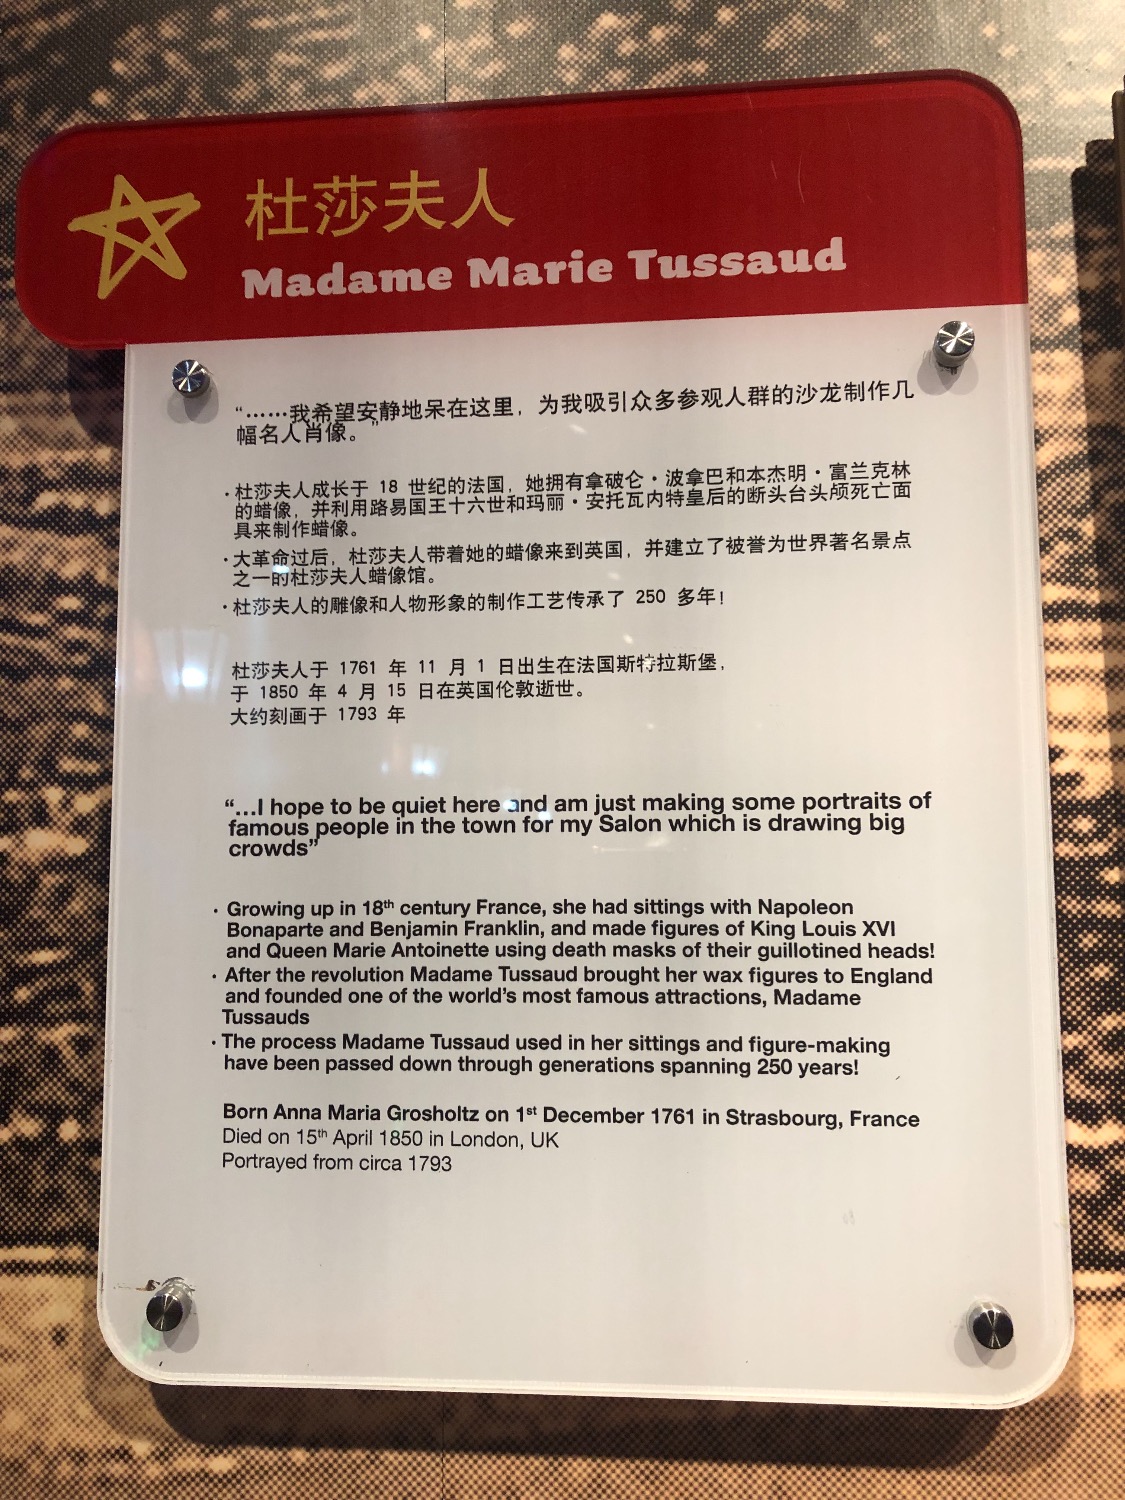 杜莎夫人
Madame Marie Tussaud
“……我希望安静地呆在这里，为我吸引众多参观人群的沙龙制作几
幅名人肖像。”
· 杜莎夫人成长于 18 世纪的法国，她拥有拿破仑・波拿巴和本杰明・富兰克林
的蜡像，并利用路易国王十六世和玛丽・安托瓦内特皇后的断头台头颅死亡面
具来制作蜡像。
· 大革命过后，杜莎夫人带着她的蜡像来到英国，并建立了被誉为世界著名景点
之一的杜莎夫人蜡像馆。
· 杜莎夫人的雕像和人物形象的制作工艺传承了 250 多年！
杜莎夫人于 1761 年 11 月 1 日出生在法国斯特拉斯堡，
于 1850 年 4 月 15 日在英国伦敦逝世。
大约刻画于 1793 年
“...I hope to be quiet here and am just making some portraits of
famous people in the town for my Salon which is drawing big
crowds”
· Growing up in 18th century France, she had sittings with Napoleon
Bonaparte and Benjamin Franklin, and made figures of King Louis XVI
and Queen Marie Antoinette using death masks of their guillotined heads!
· After the revolution Madame Tussaud brought her wax figures to England
and founded one of the world’s most famous attractions, Madame
Tussauds
· The process Madame Tussaud used in her sittings and figure-making
have been passed down through generations spanning 250 years!
Born Anna Maria Grosholtz on 1st December 1761 in Strasbourg, France
Died on 15th April 1850 in London, UK
Portrayed from circa 1793